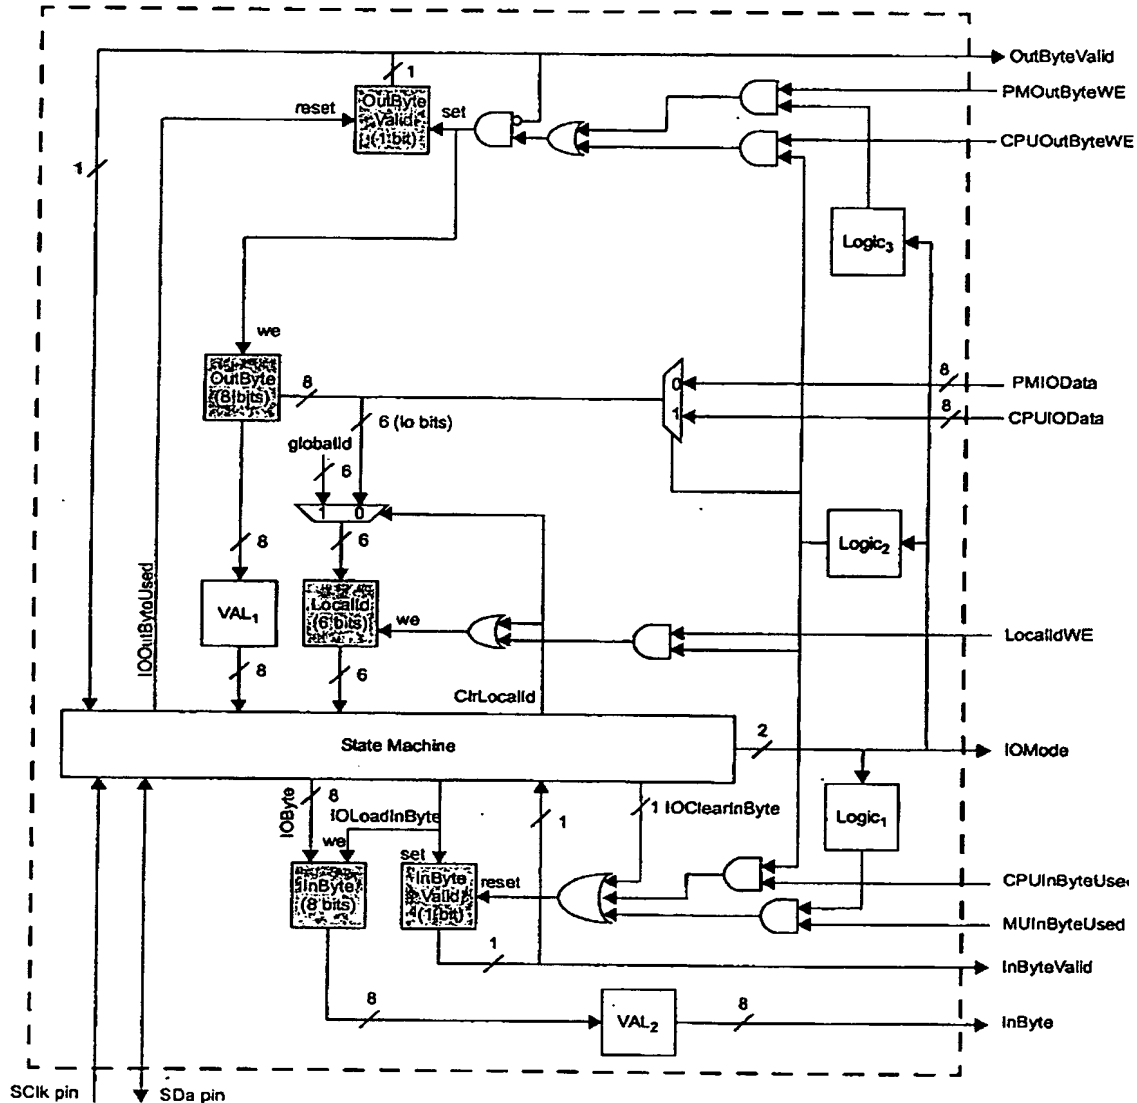 OutByteValid
1
PMOutByteWE
OutByte
Valid
(1 bit)
reset
set
CPUOutByteWE
1
Logic3
we
OutByte
(8 bits)
8
0
8
PMIOData
1
8
CPUIOData
6 (lo bits)
globalId
6
1 0
8
6
Logic2
IOOutByteUsed
VAL1
LocalId
(6 bits)
we
LocalIdWE
8
6
ClrLocalId
State Machine
2
IOMode
IOByte
8
IOLoadInByte
1
1 IOClearInByte
Logic1
we
set
InByte
(8 bits)
InByte
Valid
(1 bit)
reset
CPUInByteUse
MUInByteUsed
1
InByteValid
8
VAL2
8
InByte
SClk pin
SDa pin